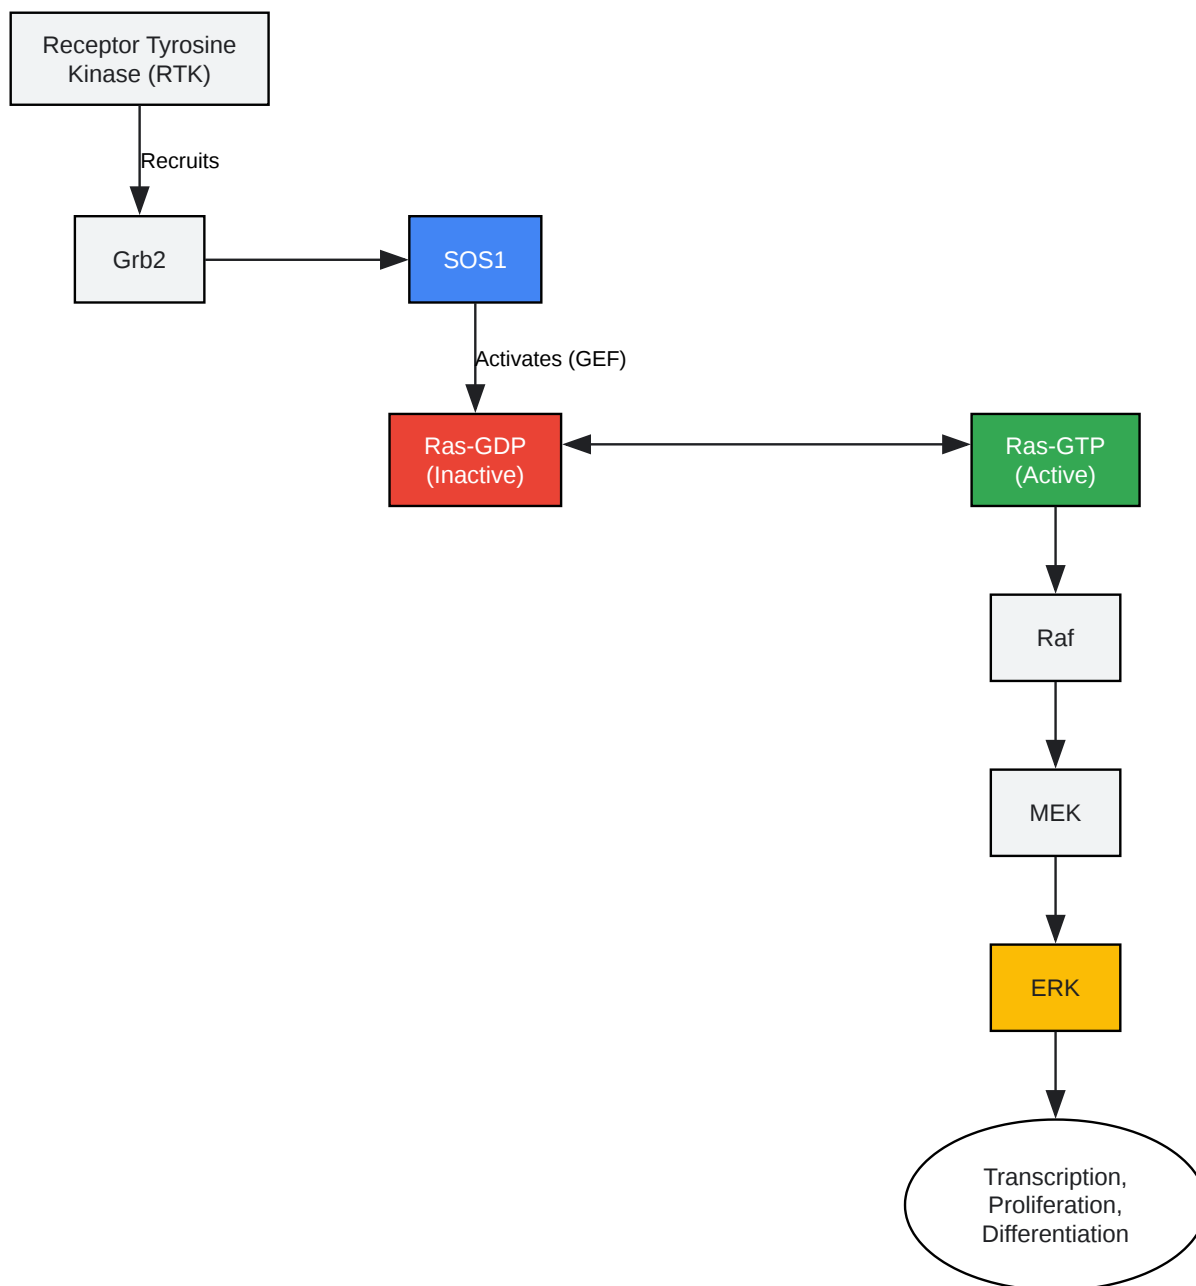 Receptor Tyrosine
Kinase (RTK)
Recruits
Grb2
SOS1
Activates (GEF)
Ras-GDP
(Inactive)
Ras-GTP
(Active)
Raf
MEK
ERK
Transcription,
Proliferation,
Differentiation